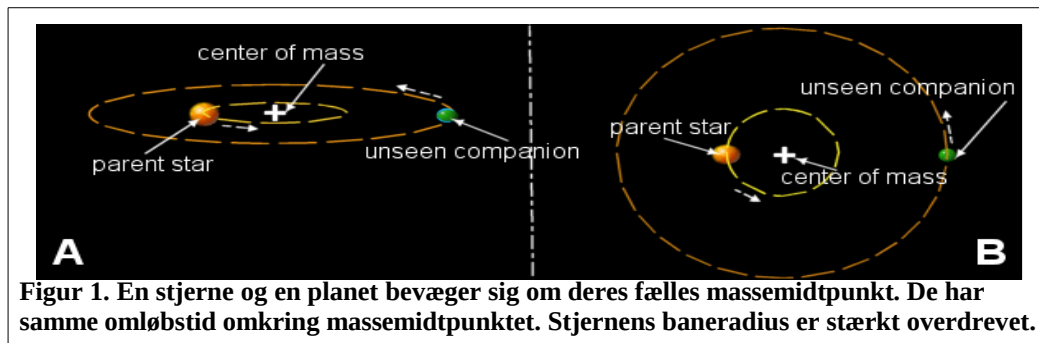 center of mass
parent star
unseen companion
A
unseen companion
parent star
center of mass
B
Figur 1. En stjerne og en planet bevæger sig om deres fælles massemidtpunkt. De har
samme omløbstid omkring massemidtpunktet. Stjernens baneradius er stærkt overdrevet.